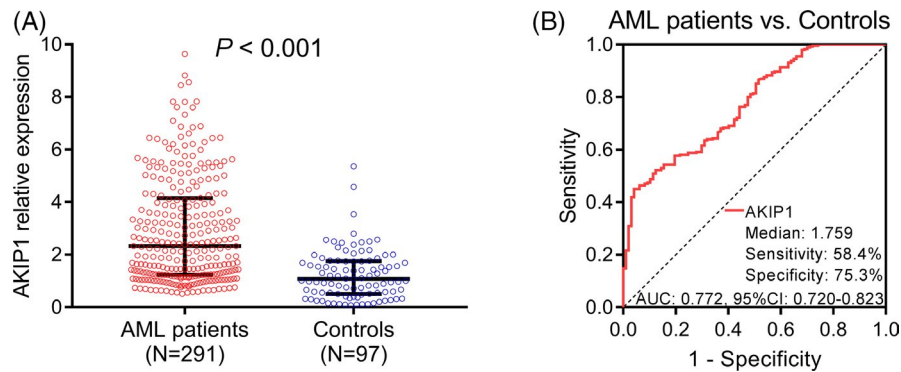 (A)
P < 0.001
AKIP1 relative expression
10
8
6
4
2
0
AML patients
(N=291)
Controls
(N=97)
(B)
AML patients vs. Controls
Sensitivity
1.0
0.8
0.6
0.4
0.2
0.0
AKIP1
Median: 1.759
Sensitivity: 58.4%
Specificity: 75.3%
AUC: 0.772, 95%CI: 0.720-0.823
0.0 0.2 0.4 0.6 0.8 1.0
1 - Specificity